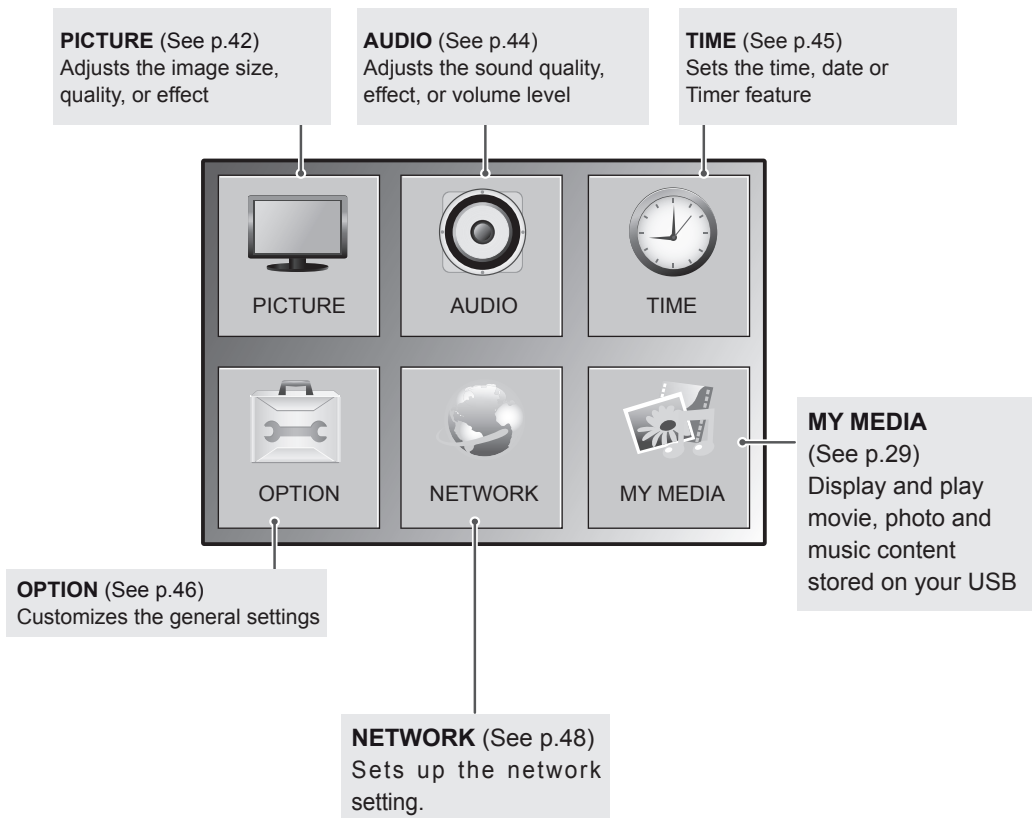 PICTURE (See p.42)
Adjusts the image size,
quality, or effect
AUDIO (See p.44)
Adjusts the sound quality,
effect, or volume level
TIME (See p.45)
Sets the time, date or
Timer feature
PICTURE
AUDIO
TIME
OPTION
NETWORK
MY MEDIA
MY MEDIA
(See p.29)
Display and play
movie, photo and
music content
stored on your USB
OPTION (See p.46)
Customizes the general settings
NETWORK (See p.48)
Sets up the network
setting.